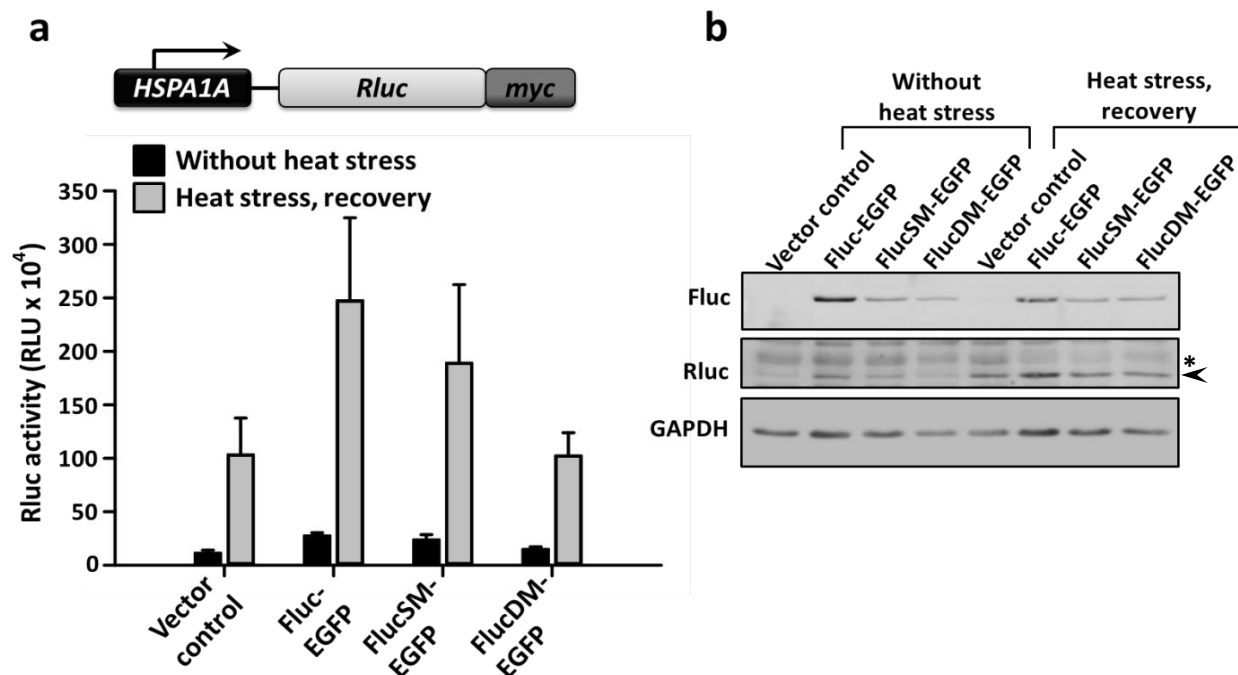 a
HSPA1A Rluc myc
Without heat stress
Heat stress, recovery
350
300
250
200
150
100
50
0
Rluc activity (RLU x 10⁴)
Vector
control
Fluc-
EGFP
FlucSM-
EGFP
FlucDM-
EGFP
b
Without
heat stress
Heat stress,
recovery
Vector control
Fluc-EGFP
FlucSM-EGFP
FlucDM-EGFP
Vector control
Fluc-EGFP
FlucSM-EGFP
FlucDM-EGFP
Fluc
Rluc *
GAPDH